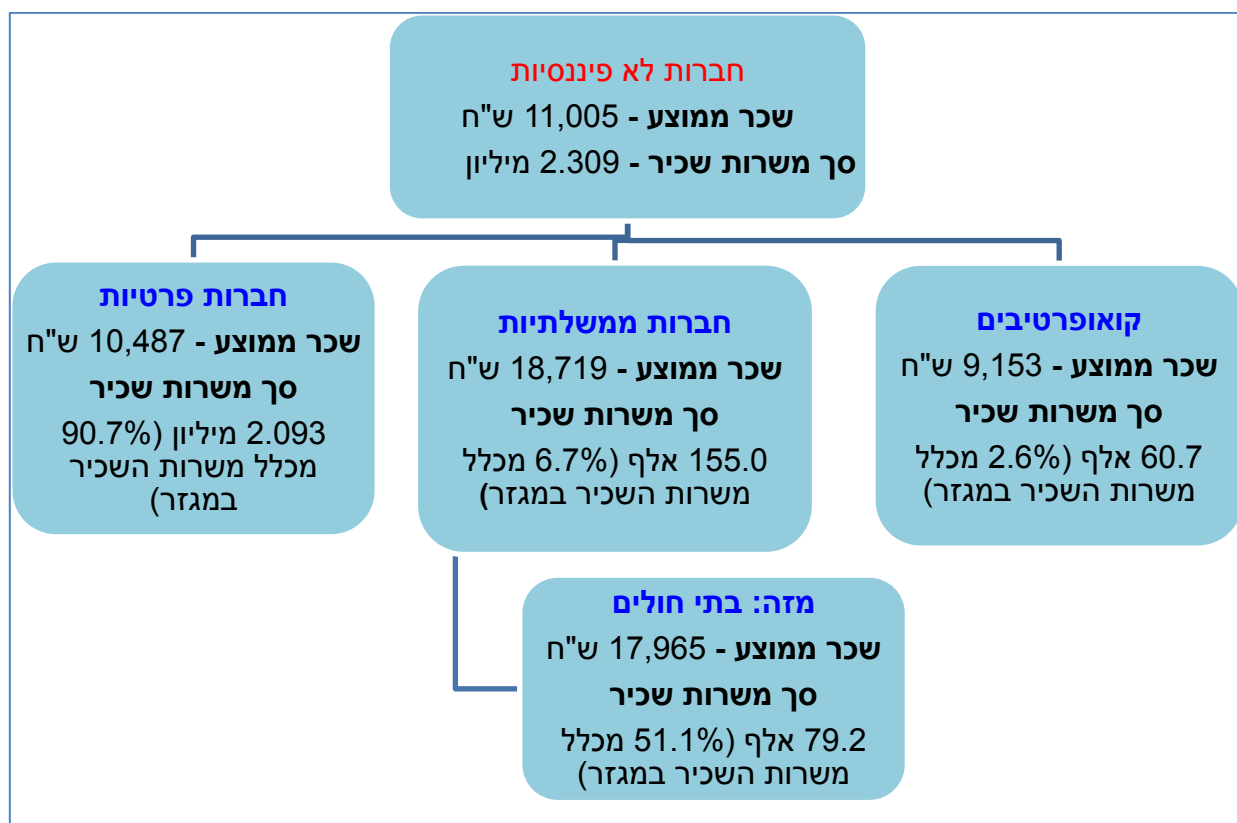 חברות לא פיננסיות
שכר ממוצע - 11,005 ש"ח
סך משרות שכיר - 2.309 מיליון
קואופרטיבים
שכר ממוצע - 9,153 ש"ח
סך משרות שכיר
60.7 אלף (2.6% מכלל
משרות השכיר במגזר)
חברות ממשלתיות
שכר ממוצע - 18,719 ש"ח
סך משרות שכיר
155.0 אלף (6.7% מכלל
משרות השכיר במגזר)
חברות פרטיות
שכר ממוצע - 10,487 ש"ח
סך משרות שכיר
2.093 מיליון (90.7%
מכלל משרות השכיר
במגזר)
מזה: בתי חולים
שכר ממוצע - 17,965 ש"ח
סך משרות שכיר
79.2 אלף (51.1% מכלל
משרות השכיר במגזר)